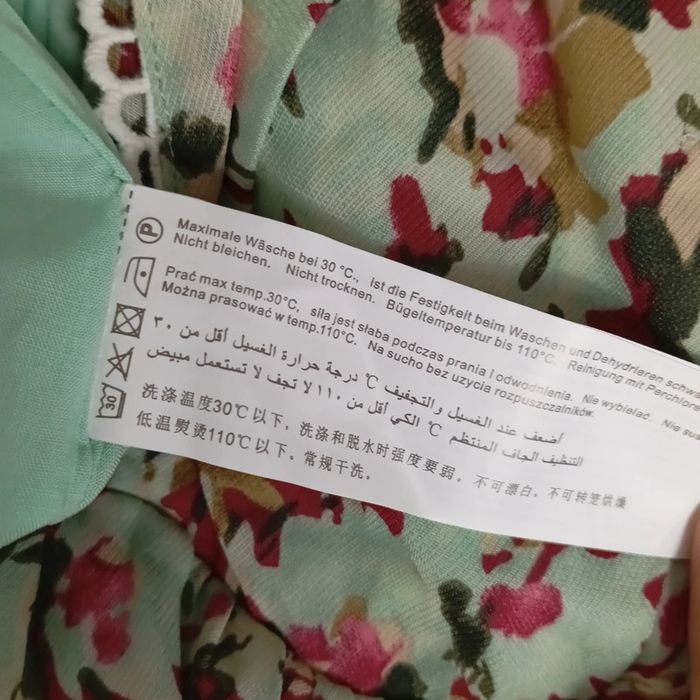 P
Maximale Wäsche bei 30 °C., ist die Festigkeit beim Waschen und Dehydrieren
Nicht bleichen. Nicht trocknen. Bügeltemperatur bis 110°C. Reinigung mit
Prać max temp.30°C, siła jest słaba podczas prania I odwodnienia. Nie wybielać. Nie
Można prasować w temp.110°C. Na sucho bez uzycia rozpuszczalników.
أضعف عند الغسيل والتجفيف ℃ درجة حرارة الغسيل أقل من ٣٠
التنظيف الجاف المنتظم ℃ الكي أقل من ١١٠ لا تجف لا تستعمل مبيض
洗涤温度30℃以下，洗涤和脱水时强度要弱。不可漂白，不可转笼烘燥
低温熨烫110℃以下。常规干洗。
30